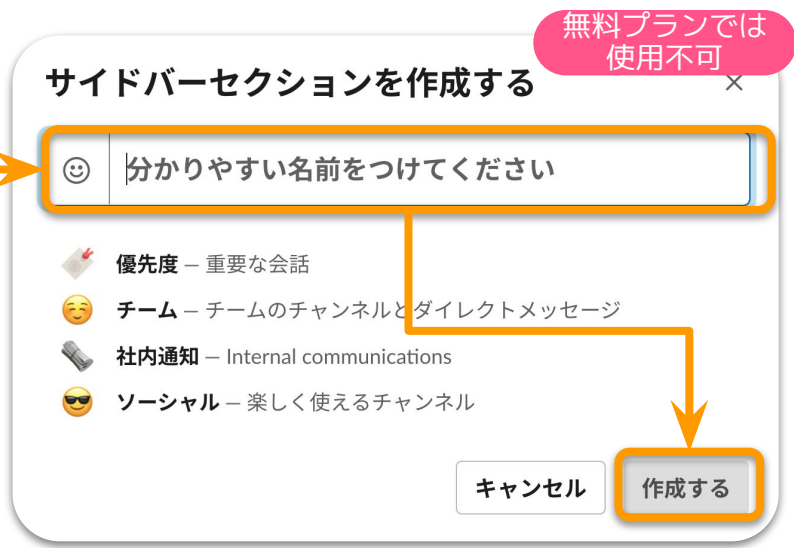 無料プランでは
使用不可
サイドバーセクションを作成する
分かりやすい名前をつけてください
優先度 – 重要な会話
チーム – チームのチャンネルとダイレクトメッセージ
社内通知 – Internal communications
ソーシャル – 楽しく使えるチャンネル
キャンセル 作成する